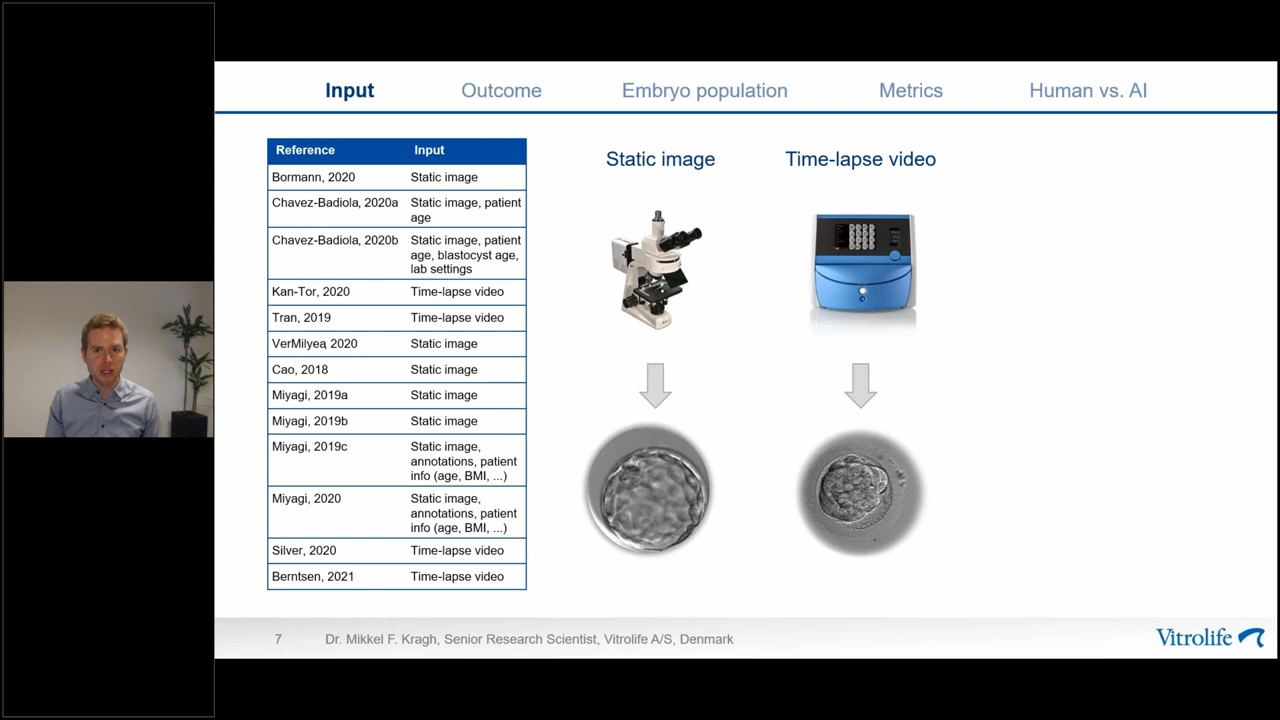 Input Outcome Embryo population Metrics Human vs. AI
Reference Input
Bormann, 2020 Static image
Chavez-Badiola, 2020a Static image, patient
age
Chavez-Badiola, 2020b Static image, patient
age, blastocyst age,
lab settings
Kan-Tor, 2020 Time-lapse video
Tran, 2019 Time-lapse video
VerMilyea, 2020 Static image
Cao, 2018 Static image
Miyagi, 2019a Static image
Miyagi, 2019b Static image
Miyagi, 2019c Static image,
annotations, patient
info (age, BMI, ...)
Miyagi, 2020 Static image,
annotations, patient
info (age, BMI, ...)
Silver, 2020 Time-lapse video
Berntsen, 2021 Time-lapse video
Static image
Time-lapse video
7 Dr. Mikkel F. Kragh, Senior Research Scientist, Vitrolife A/S, Denmark
Vitrolife